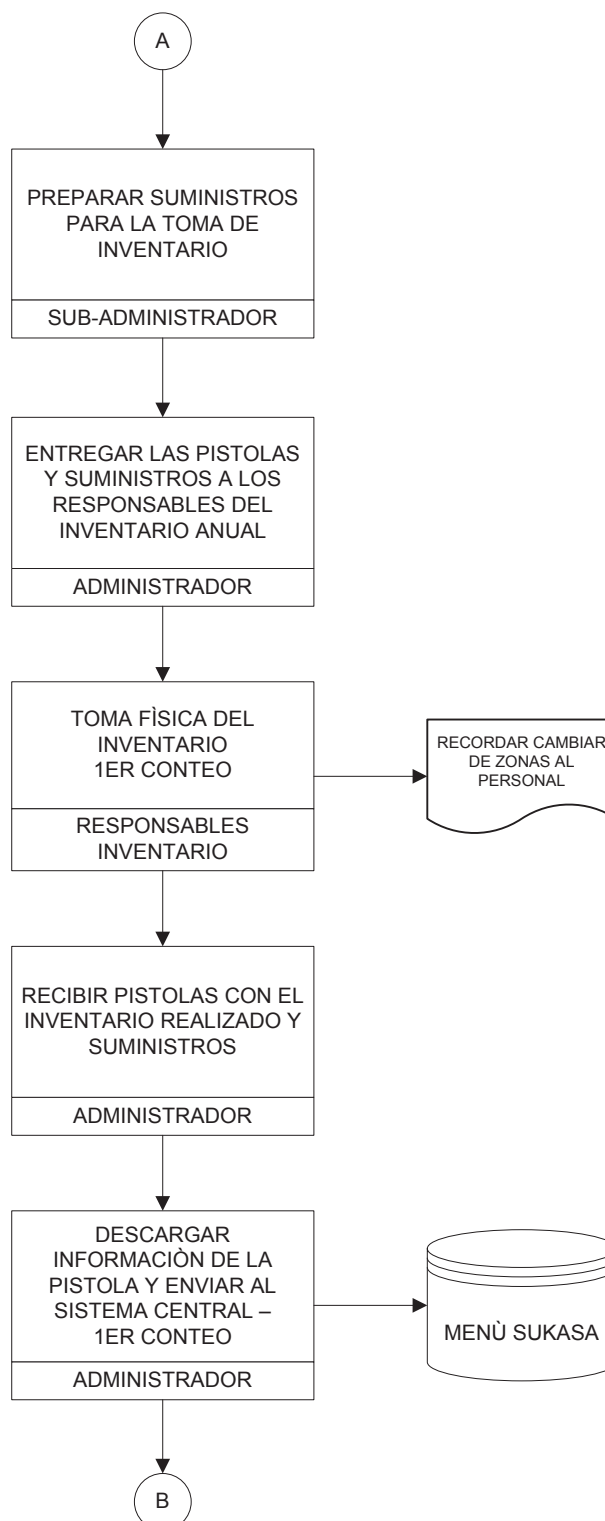 A
PREPARAR SUMINISTROS
PARA LA TOMA DE
INVENTARIO
SUB-ADMINISTRADOR
ENTREGAR LAS PISTOLAS
Y SUMINISTROS A LOS
RESPONSABLES DEL
INVENTARIO ANUAL
ADMINISTRADOR
TOMA FÌSICA DEL
INVENTARIO
1ER CONTEO
RESPONSABLES
INVENTARIO
RECORDAR CAMBIAR
DE ZONAS AL
PERSONAL
RECIBIR PISTOLAS CON EL
INVENTARIO REALIZADO Y
SUMINISTROS
ADMINISTRADOR
DESCARGAR
INFORMACIÒN DE LA
PISTOLA Y ENVIAR AL
SISTEMA CENTRAL –
1ER CONTEO
ADMINISTRADOR
MENÙ SUKASA
B